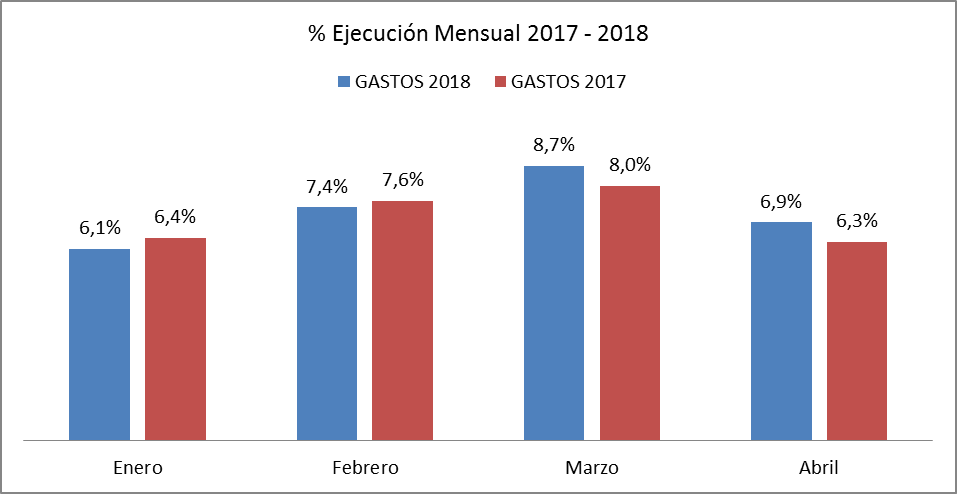 % Ejecución Mensual 2017 - 2018
GASTOS 2018 GASTOS 2017
6,1% 6,4% 7,4% 7,6% 8,7% 8,0% 6,9% 6,3%
Enero Febrero Marzo Abril